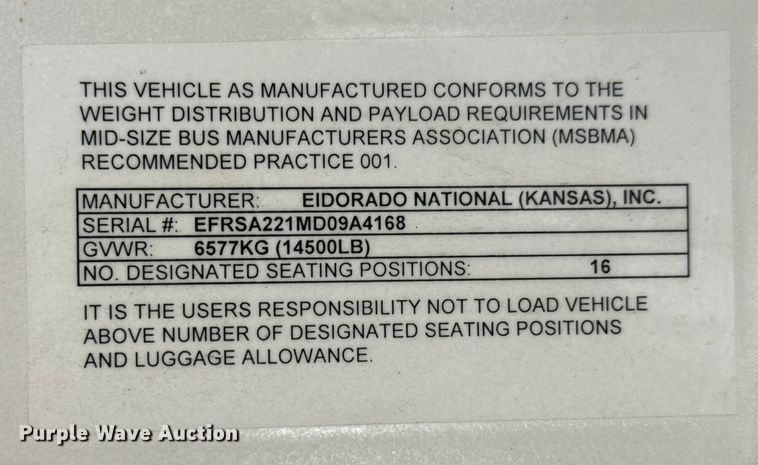 THIS VEHICLE AS MANUFACTURED CONFORMS TO THE
WEIGHT DISTRIBUTION AND PAYLOAD REQUIREMENTS IN
MID-SIZE BUS MANUFACTURERS ASSOCIATION (MSBMA)
RECOMMENDED PRACTICE 001.
MANUFACTURER: EIDORADO NATIONAL (KANSAS), INC.
SERIAL #: EFRSA221MD09A4168
GVWR: 6577KG (14500LB)
NO. DESIGNATED SEATING POSITIONS: 16
IT IS THE USERS RESPONSIBILITY NOT TO LOAD VEHICLE
ABOVE NUMBER OF DESIGNATED SEATING POSITIONS
AND LUGGAGE ALLOWANCE.
Purple Wave Auction